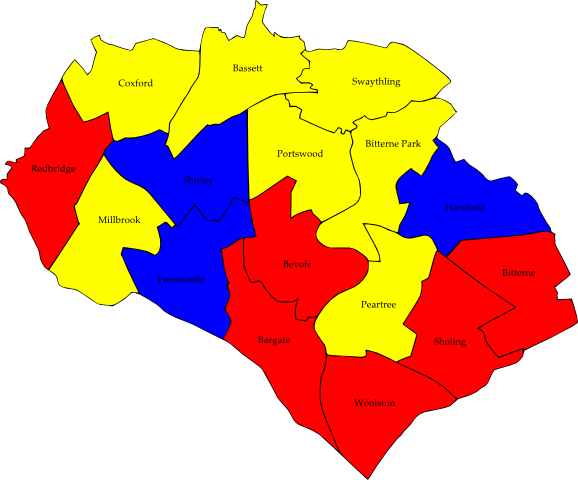 Bassett
Coxford
Swaythling
Bitterne Park
Portswood
Redbridge
Shirley
Harefield
Millbrook
Bevois
Bitterne
Freemantle
Peartree
Bargate
Sholing
Woolston